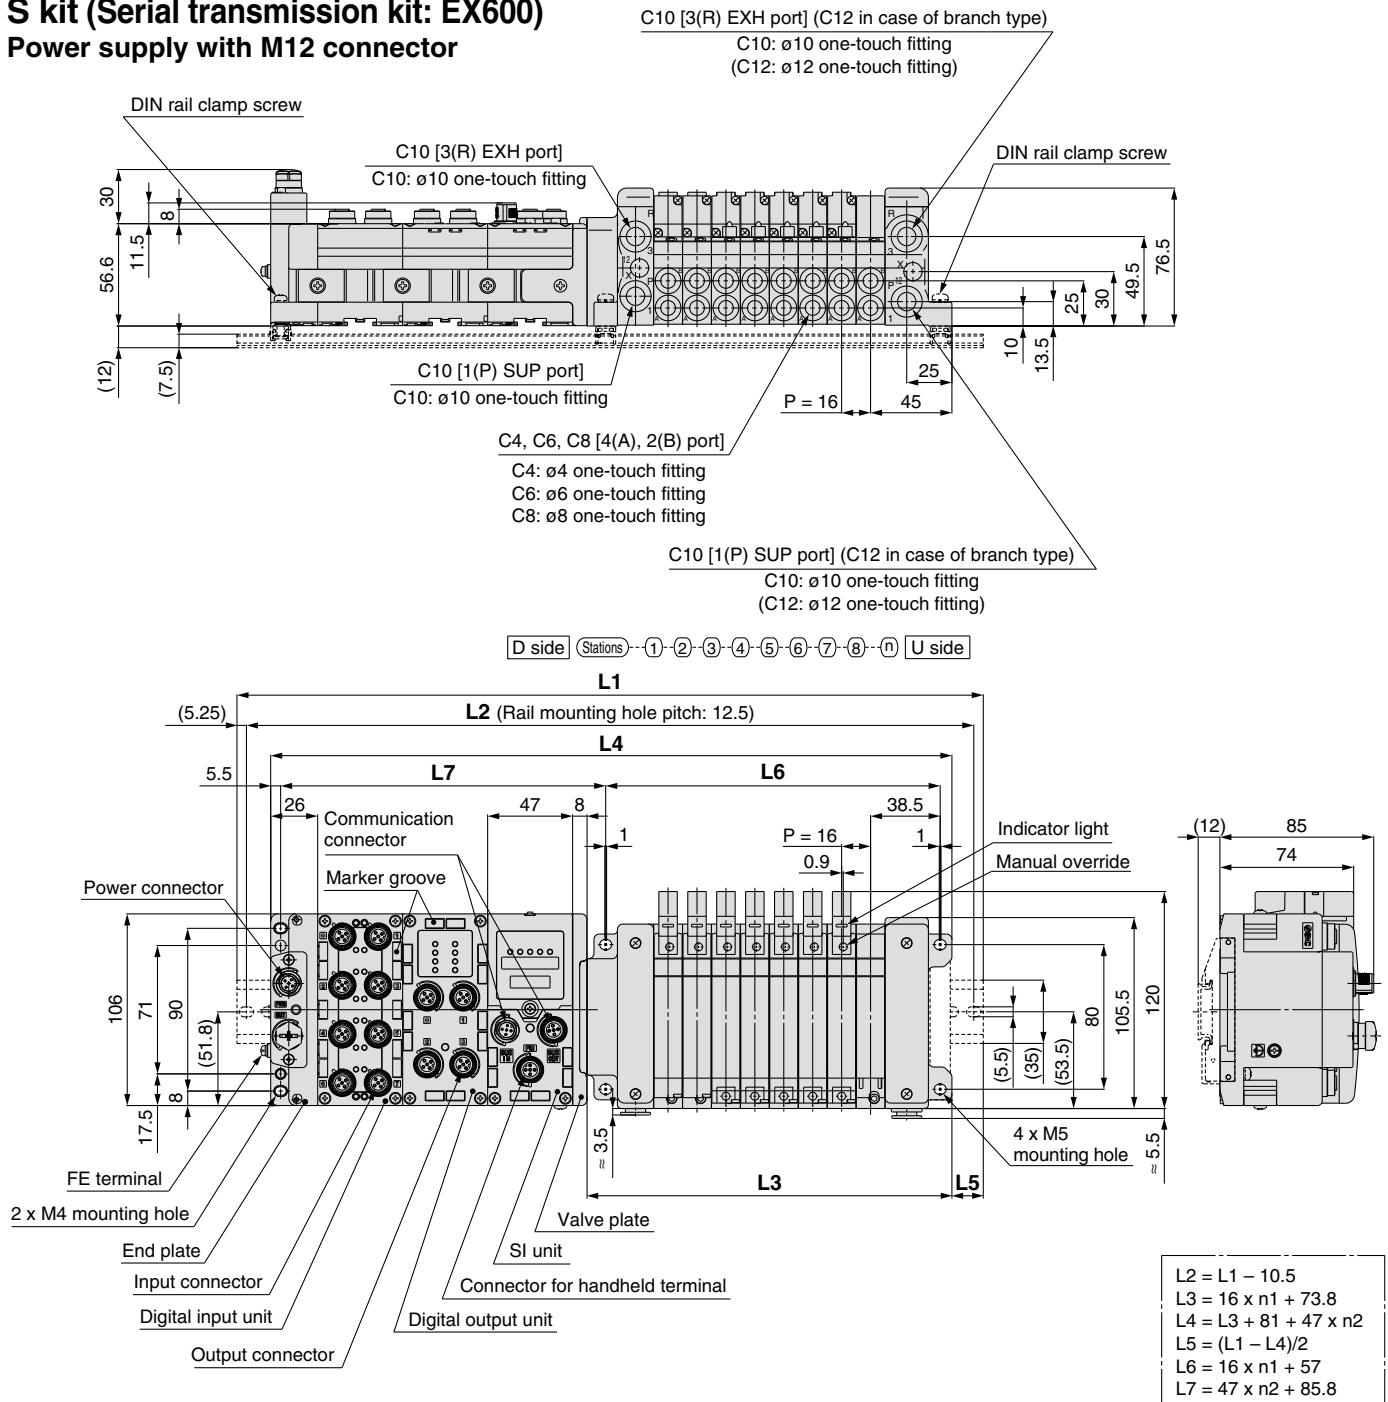 S kit (Serial transmission kit: EX600)
Power supply with M12 connector
C10 [3(R) EXH port] (C12 in case of branch type)
C10: ø10 one-touch fitting
(C12: ø12 one-touch fitting)
DIN rail clamp screw
C10 [3(R) EXH port]
C10: ø10 one-touch fitting
DIN rail clamp screw
30
8
11.5
56.6
(12)
(7.5)
R
3
12
X
P
1
R
3
X
12
P
1
76.5
49.5
30
25
13.5
10
25
P = 16
45
C10 [1(P) SUP port]
C10: ø10 one-touch fitting
C4, C6, C8 [4(A), 2(B) port]
C4: ø4 one-touch fitting
C6: ø6 one-touch fitting
C8: ø8 one-touch fitting
C10 [1(P) SUP port] (C12 in case of branch type)
C10: ø10 one-touch fitting
(C12: ø12 one-touch fitting)
D side Stations 1 2 3 4 5 6 7 8 n U side
L1
(5.25)
L2 (Rail mounting hole pitch: 12.5)
L4
5.5
L7
L6
26
47
8
38.5
Communication
connector
1
P = 16
1
Indicator light
0.9
Manual override
Marker groove
Power connector
(12)
85
74
106
71
90
(51.8)
17.5
8
80
105.5
120
(5.5)
(35)
(53.5)
≈ 3.5
≈ 5.5
4 x M5
mounting hole
L3
L5
FE terminal
2 x M4 mounting hole
End plate
Input connector
Digital input unit
Output connector
Valve plate
SI unit
Connector for handheld terminal
Digital output unit
L2 = L1 – 10.5
L3 = 16 x n1 + 73.8
L4 = L3 + 81 + 47 x n2
L5 = (L1 – L4)/2
L6 = 16 x n1 + 57
L7 = 47 x n2 + 85.8